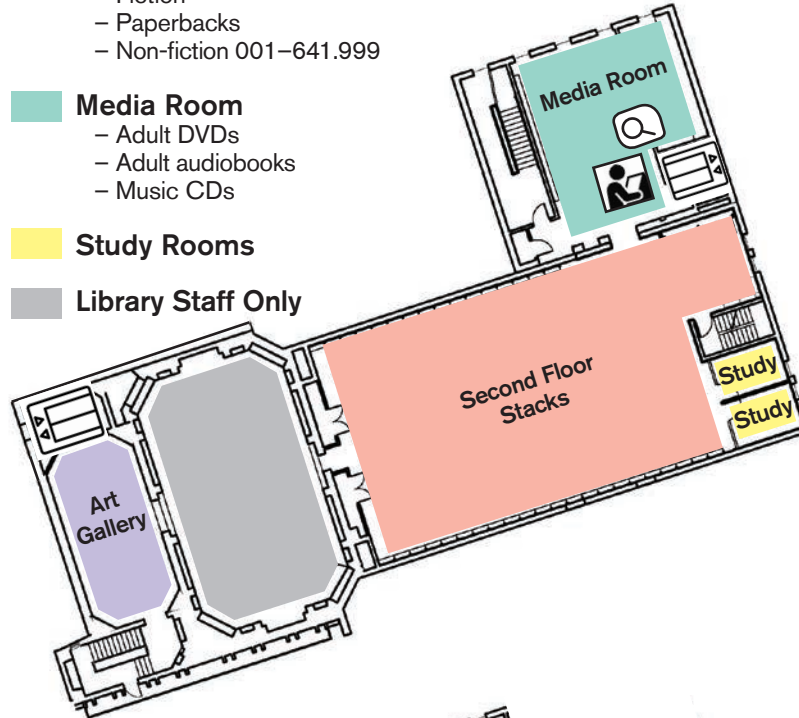 – Fiction
– Paperbacks
– Non-fiction 001–641.999
Media Room
– Adult DVDs
– Adult audiobooks
– Music CDs
Study Rooms
Library Staff Only
Media Room
Second Floor
Stacks
Study
Study
Art
Gallery